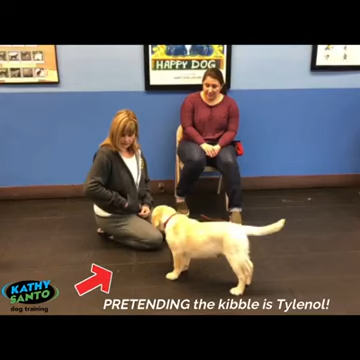 HAPPY DOG
KATHY
SANTO
dog training
PRETENDING the kibble is Tylenol!